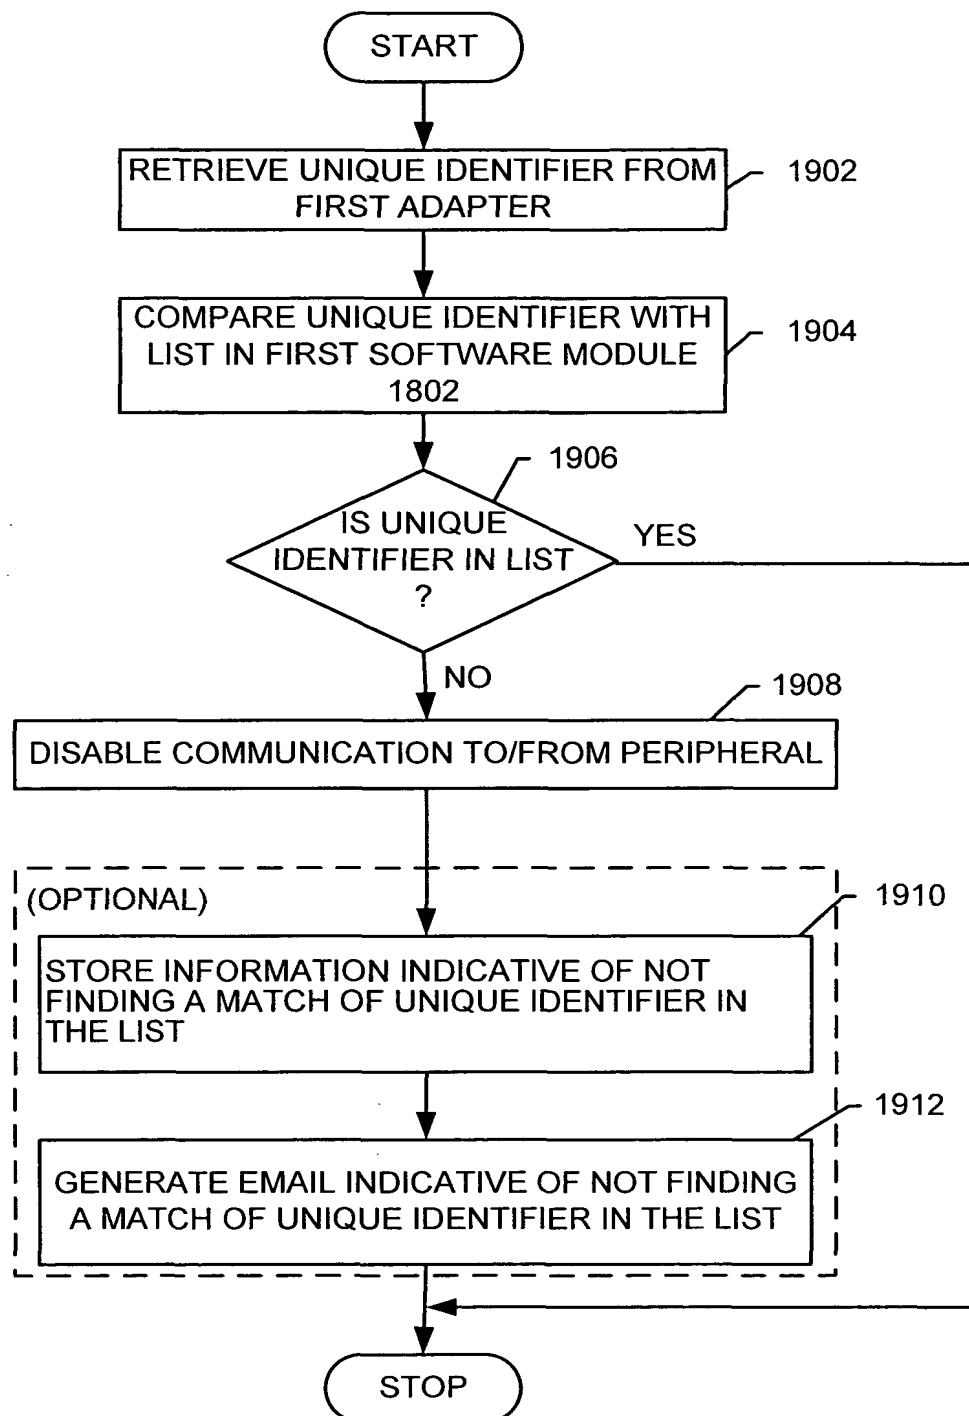 START
RETRIEVE UNIQUE IDENTIFIER FROM
FIRST ADAPTER
1902
COMPARE UNIQUE IDENTIFIER WITH
LIST IN FIRST SOFTWARE MODULE
1802
1904
1906
IS UNIQUE
IDENTIFIER IN LIST
?
YES
NO
1908
DISABLE COMMUNICATION TO/FROM PERIPHERAL
(OPTIONAL)
1910
STORE INFORMATION INDICATIVE OF NOT
FINDING A MATCH OF UNIQUE IDENTIFIER IN
THE LIST
1912
GENERATE EMAIL INDICATIVE OF NOT FINDING
A MATCH OF UNIQUE IDENTIFIER IN THE LIST
STOP